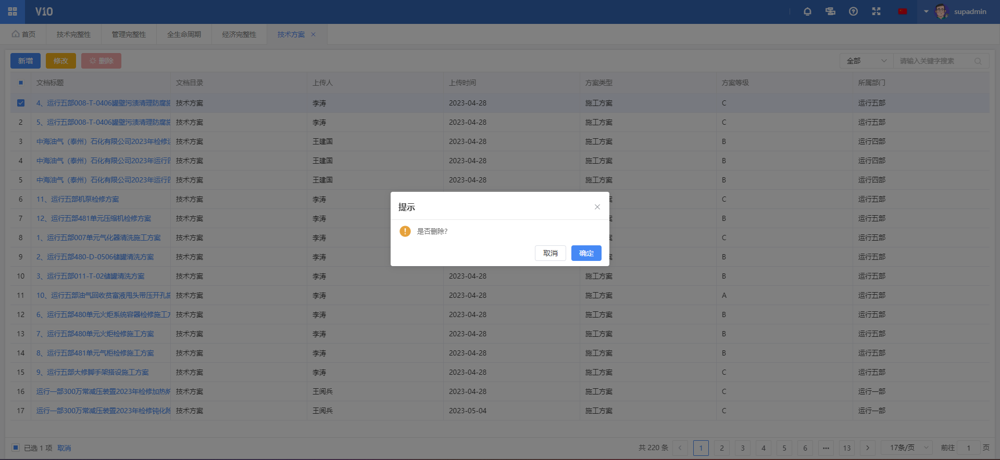 V10
supadmin
首页 技术完整性 管理完整性 全生命周期 经济完整性 技术方案
新增 修改 删除 全部 请输入关键字搜索
文档标题 文档目录 上传人 上传时间 方案类型 方案等级 所属部门
4、运行五部008-T-0406罐壁污渍清理防腐施 技术方案 李涛 2023-04-28 施工方案 C 运行五部
2 5、运行五部008-T-0406罐壁污渍清理防腐施 技术方案 李涛 2023-04-28 施工方案 C 运行五部
3 中海油气（泰州）石化有限公司2023年检修运 技术方案 王建国 2023-04-28 施工方案 B 运行四部
4 中海油气（泰州）石化有限公司2023年运行四 技术方案 王建国 2023-04-28 施工方案 B 运行四部
5 中海油气（泰州）石化有限公司2023年运行四 技术方案 王建国 2023-04-28 施工方案 B 运行四部
6 11、运行五部机泵检修方案 技术方案 李涛 案 C 运行五部
7 12、运行五部481单元压缩机检修方案 技术方案 李涛 案 B 运行五部
8 1、运行五部007单元气化器清洗施工方案 技术方案 李涛 案 C 运行五部
9 2、运行五部480-D-0506储罐清洗方案 技术方案 李涛 案 B 运行五部
提示
是否删除?
取消 确定
10 3、运行五部011-T-02储罐清洗方案 技术方案 李涛 2023-04-28 施工方案 B 运行五部
11 10、运行五部油气回收贫富液甩头带压开孔施 技术方案 李涛 2023-04-28 施工方案 A 运行五部
12 6、运行五部480单元火炬系统容器检修施工方 技术方案 李涛 2023-04-28 施工方案 B 运行五部
13 7、运行五部480单元火炬检修施工方案 技术方案 李涛 2023-04-28 施工方案 B 运行五部
14 8、运行五部481单元气柜检修施工方案 技术方案 李涛 2023-04-28 施工方案 B 运行五部
15 9、运行五部大修脚手架搭设施工方案 技术方案 李涛 2023-04-28 施工方案 C 运行五部
16 运行一部300万常减压装置2023年检修加热炉 技术方案 王阅兵 2023-04-28 施工方案 C 运行一部
17 运行一部300万常减压装置2023年检修钝化除 技术方案 王阅兵 2023-05-04 施工方案 C 运行一部
已选 1 项 取消 共 220 条 1 2 3 4 5 6 ••• 13 17条/页 前往 1 页